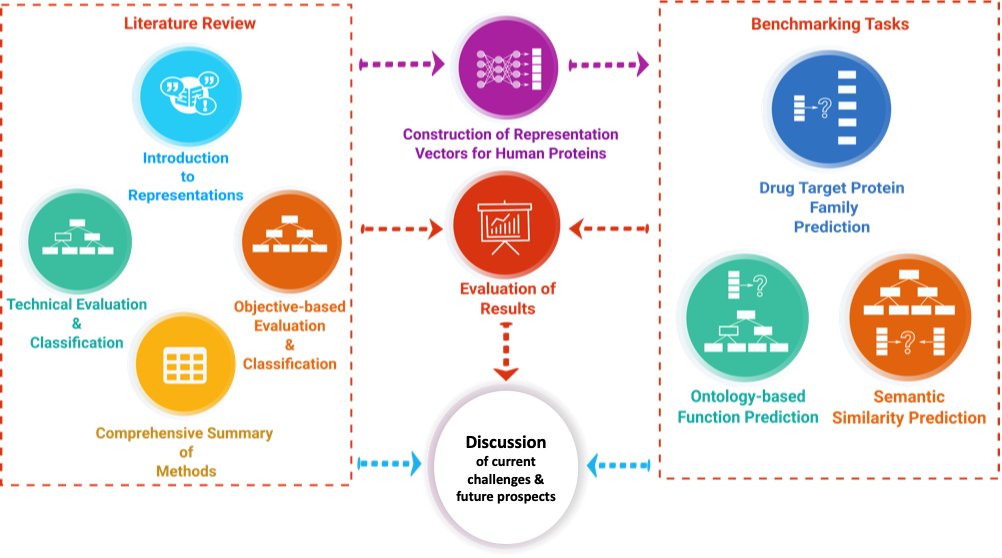 Literature Review
Introduction
to
Representations
Technical Evaluation
&
Classification
Objective-based
Evaluation
&
Classification
Comprehensive Summary
of
Methods
Construction of Representation
Vectors for Human Proteins
Evaluation of
Results
Discussion
of current
challenges &
future prospects
Benchmarking Tasks
?
Drug Target Protein
Family
Prediction
?
Ontology-based
Function Prediction
?
Semantic
Similarity Prediction